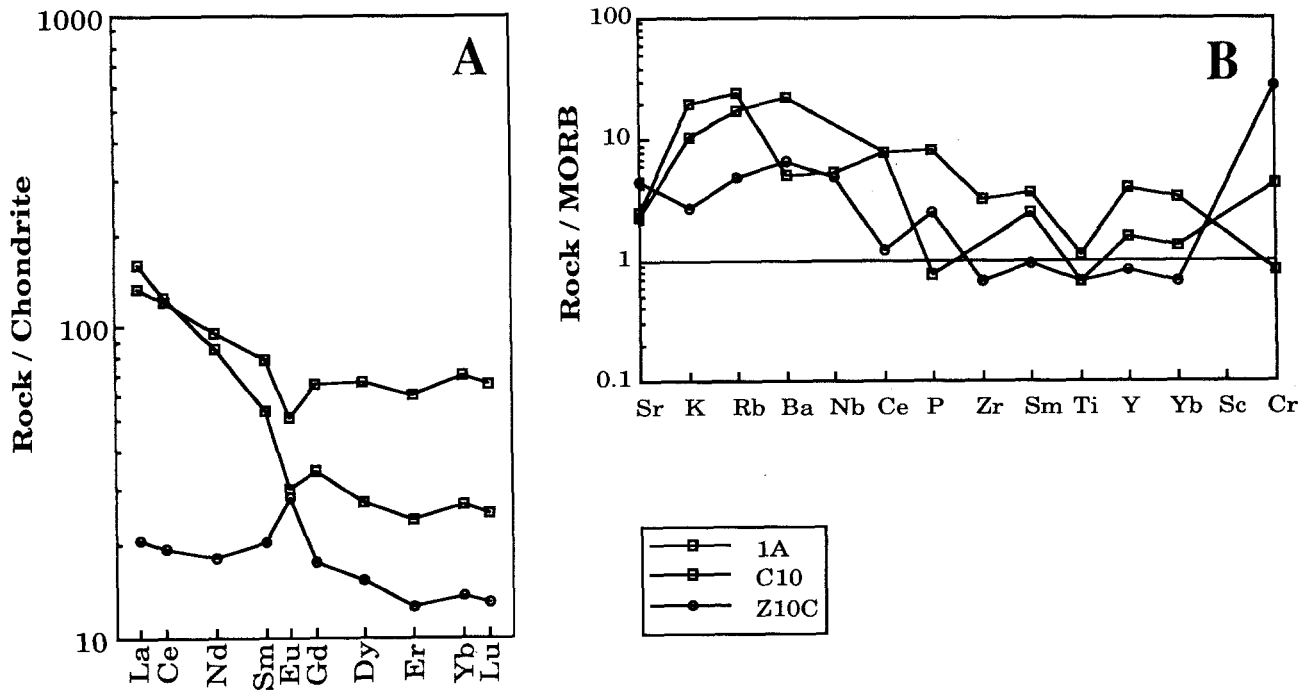 1000
A
100
10
Rock / Chondrite
La Ce Nd Sm Eu Gd Dy Er Yb Lu
100
B
10
1
0.1
Rock / MORB
Sr K Rb Ba Nb Ce P Zr Sm Ti Y Yb Sc Cr
1A
C10
Z10C